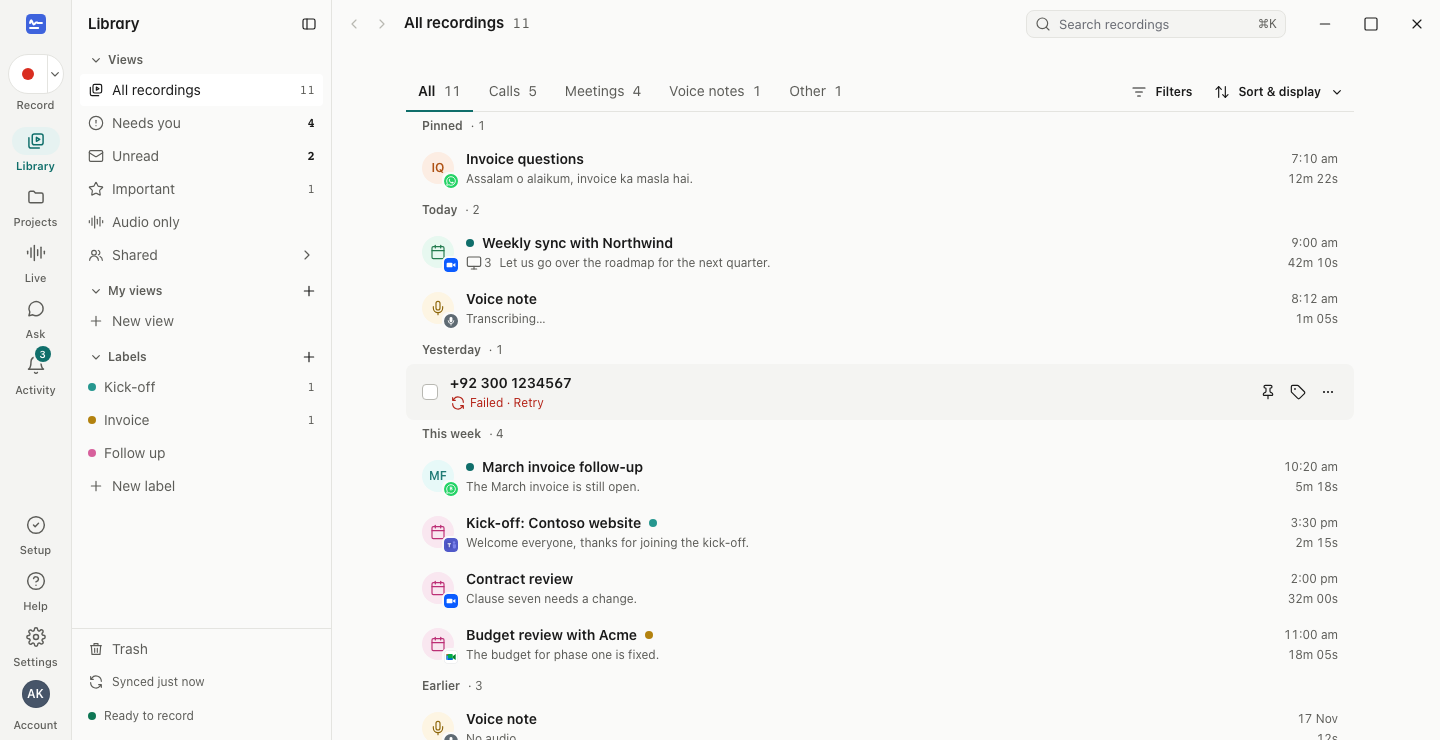 Library
All recordings 11
Search recordings ⌘K
Record
Library
Projects
Live
Ask
3
Activity
Setup
Help
Settings
AK
Account
Views
All recordings 11
Needs you 4
Unread 2
Important 1
Audio only
Shared
My views
New view
Labels
Kick-off 1
Invoice 1
Follow up
New label
Trash
Synced just now
Ready to record
All 11 Calls 5 Meetings 4 Voice notes 1 Other 1
Filters Sort & display
Pinned · 1
IQ
Invoice questions 7:10 am
Assalam o alaikum, invoice ka masla hai. 12m 22s
Today · 2
Weekly sync with Northwind 9:00 am
3 Let us go over the roadmap for the next quarter. 42m 10s
Voice note 8:12 am
Transcribing... 1m 05s
Yesterday · 1
+92 300 1234567
Failed · Retry
This week · 4
MF
March invoice follow-up 10:20 am
The March invoice is still open. 5m 18s
Kick-off: Contoso website 3:30 pm
Welcome everyone, thanks for joining the kick-off. 2m 15s
Contract review 2:00 pm
Clause seven needs a change. 32m 00s
Budget review with Acme 11:00 am
The budget for phase one is fixed. 18m 05s
Earlier · 3
Voice note 17 Nov
No audio 12s